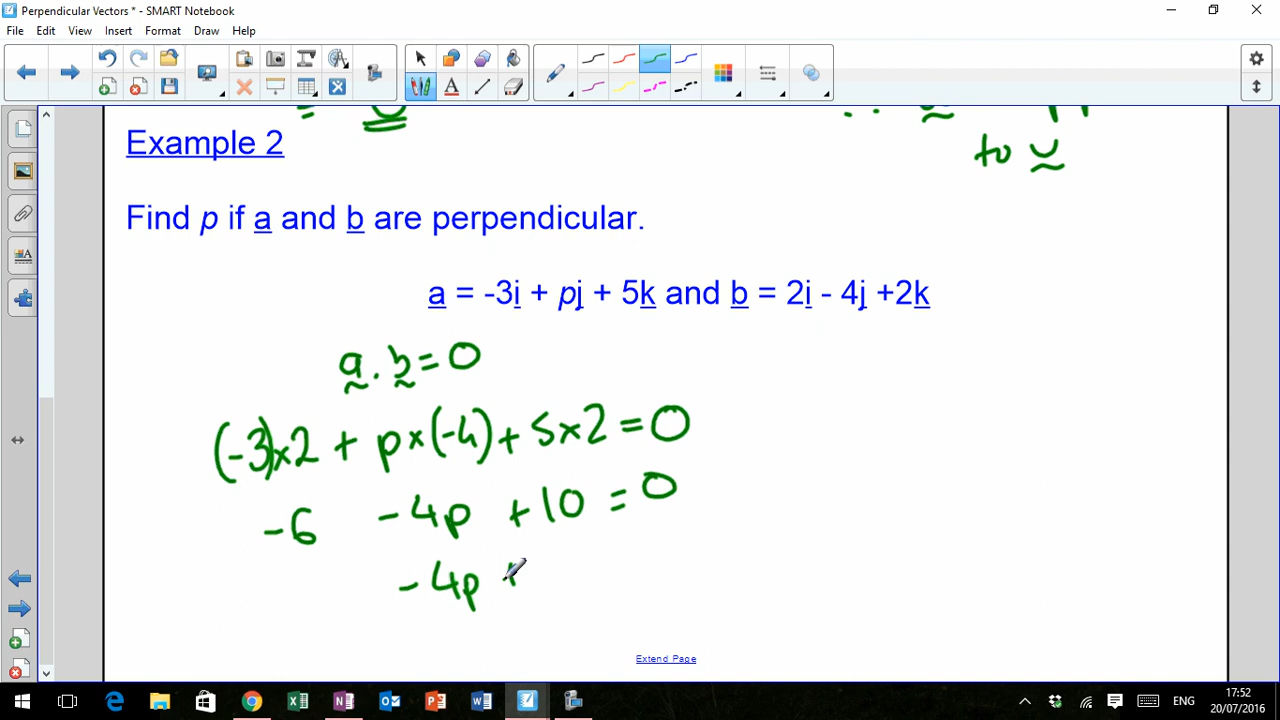 Perpendicular Vectors * - SMART Notebook
File Edit View Insert Format Draw Help
Example 2
to v
Find p if a and b are perpendicular.
a = -3i + pj + 5k and b = 2i - 4j +2k
a . b = 0
(-3)x2 + p×(-4) + 5×2 = 0
-6 -4p +10 = 0
-4p +
Extend Page
ENG
17:52
20/07/2016